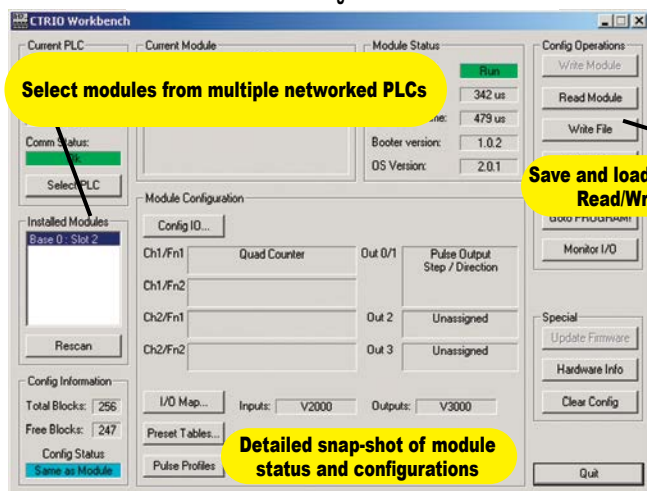 CTRIO Workbench
Current PLC
Current Module
Module Status
Config Operations
Run
Write Module
Select modules from multiple networked PLCs
342 us
Read Module
479 us
Write File
Comm Status:
Booter version:
1.0.2
OS Version:
2.0.1
Select PLC
Save and load
Read/Wr
Module Configuration
Installed Modules
Config IO...
Goto PROGRAM!
Base 0 : Slot 2
Ch1/Fn1
Quad Counter
Out 0/1
Pulse Output
Step / Direction
Monitor I/O
Ch1/Fn2
Ch2/Fn1
Out 2
Unassigned
Special
Update Firmware
Rescan
Ch2/Fn2
Out 3
Unassigned
Hardware Info
Config Information
Total Blocks:
256
I/O Map...
Inputs:
V2000
Outputs:
V3000
Clear Config
Free Blocks:
247
Preset Tables...
Config Status
Same as Module
Detailed snap-shot of module
status and configurations
Pulse Profiles
Quit